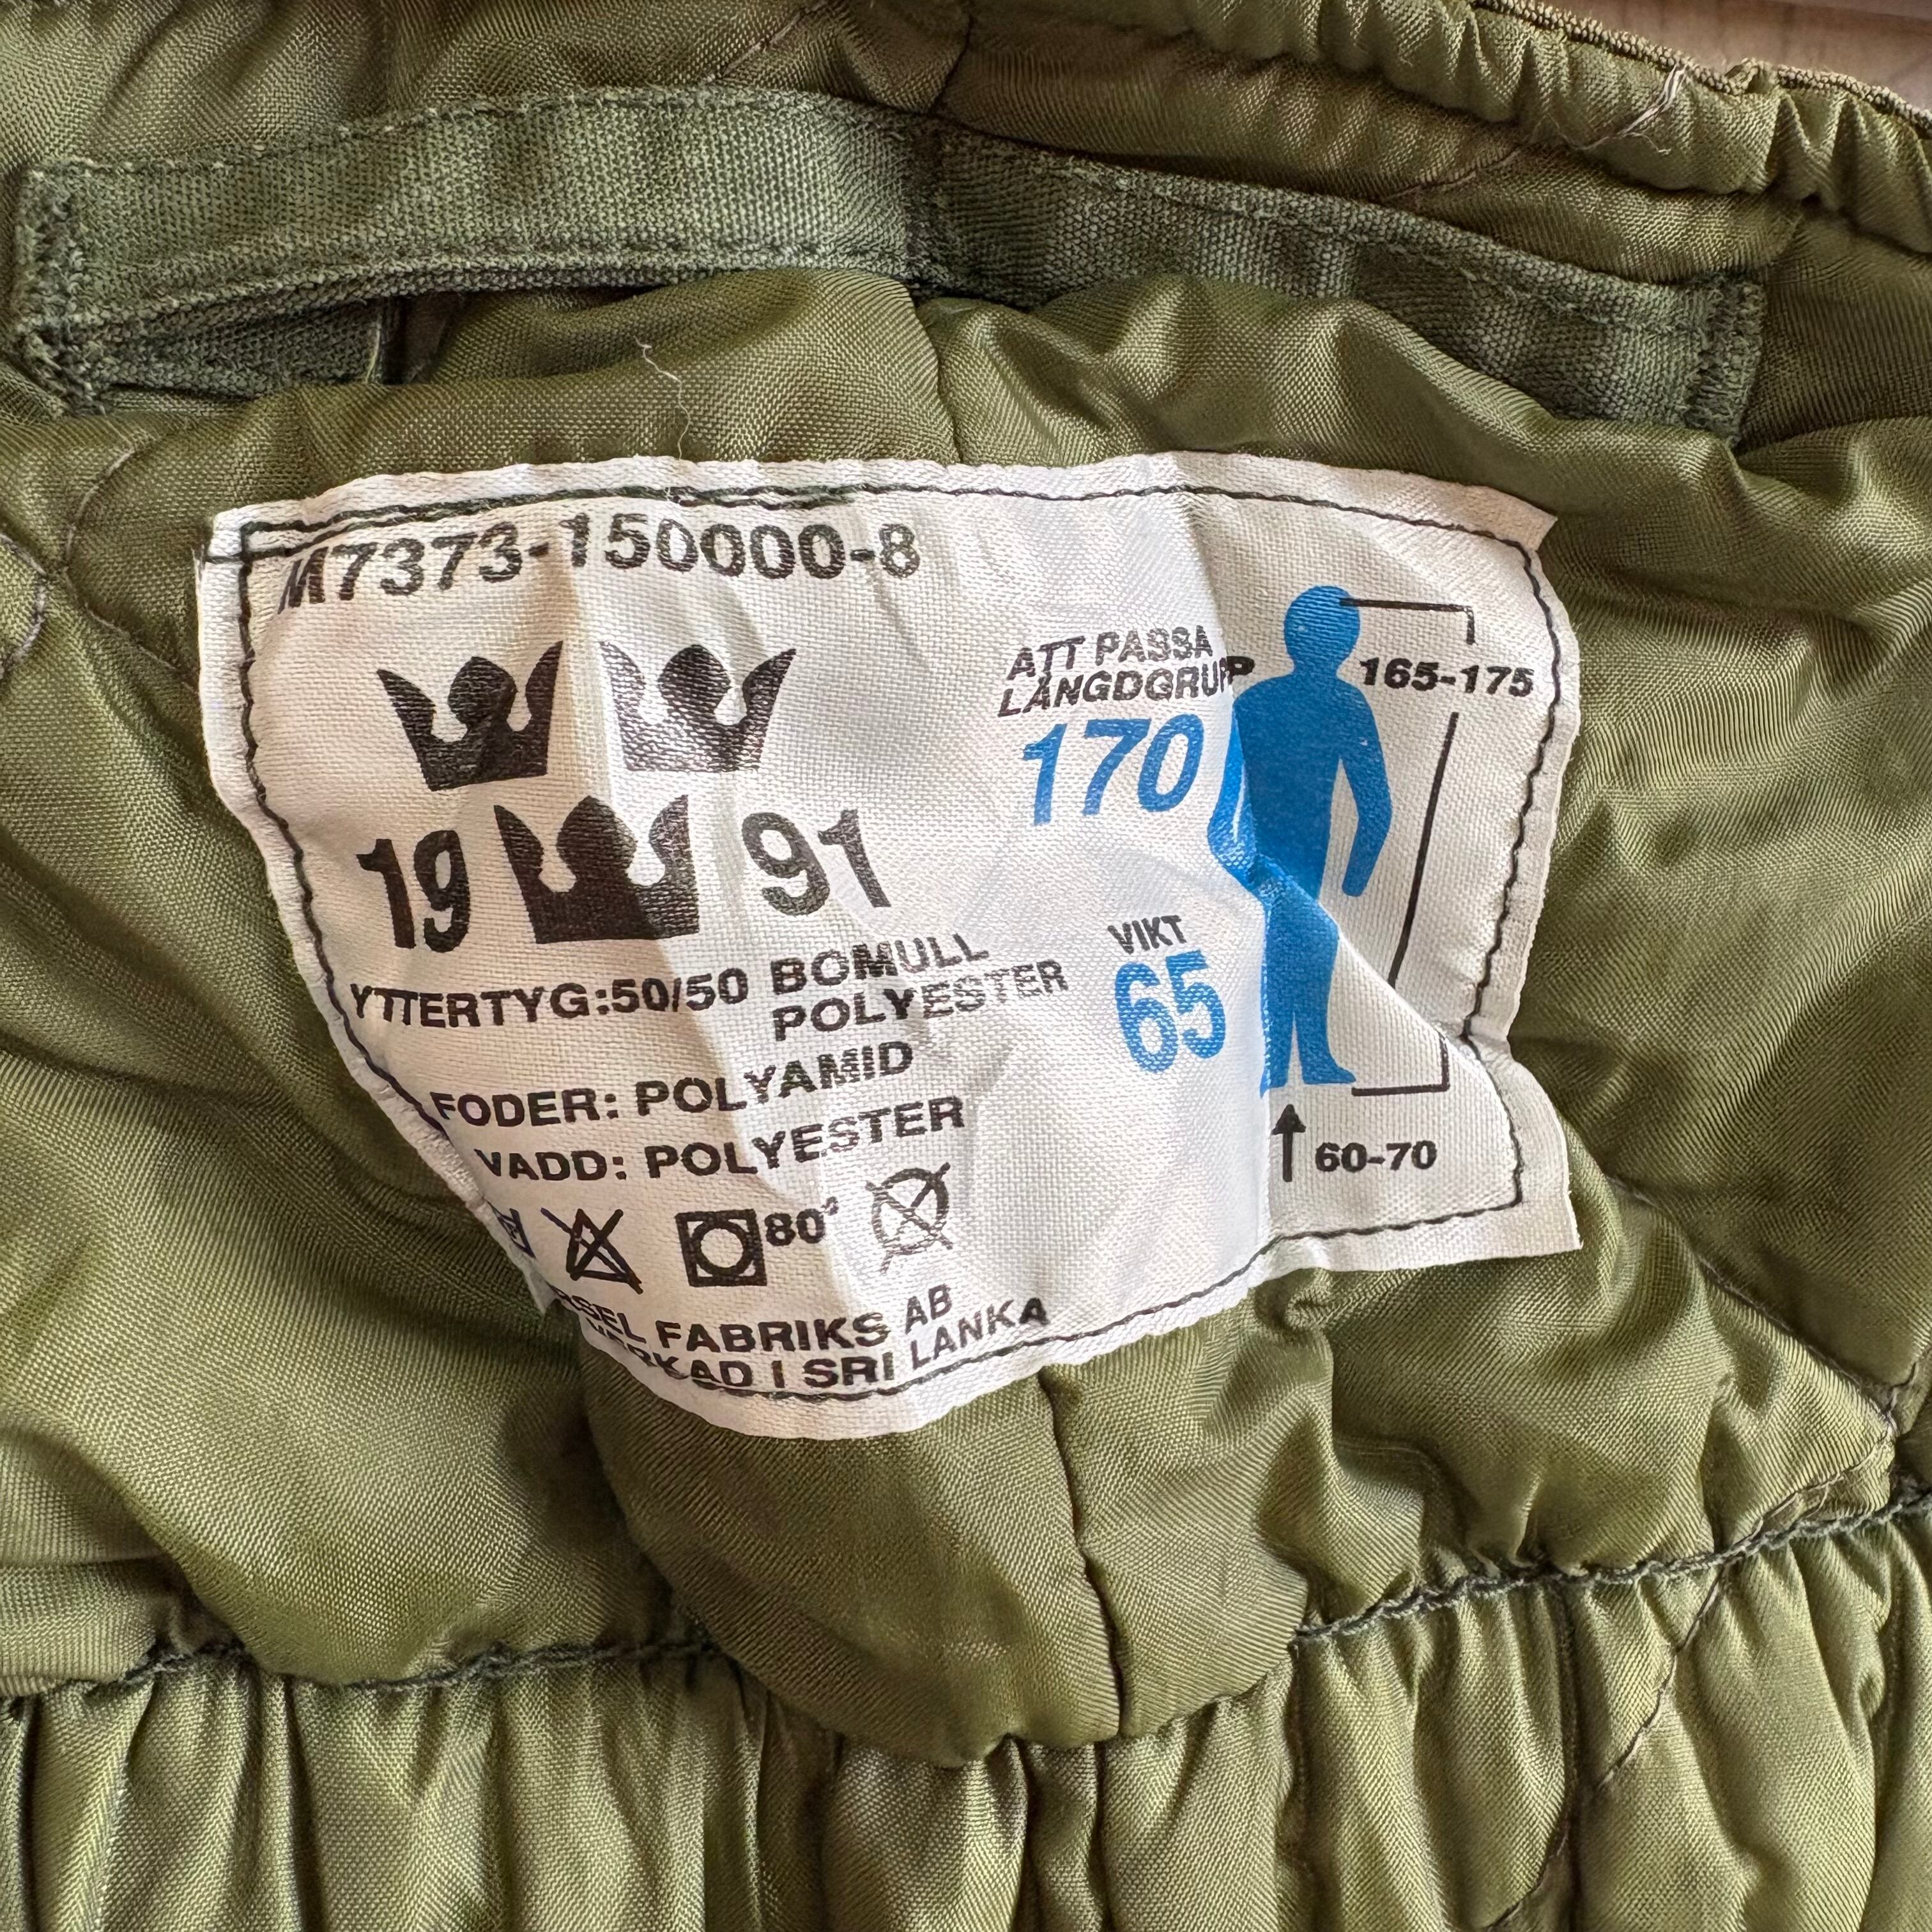 M7373-150000-8
ATT PASSA
LÄNGDGRUPP
170
165-175
19 91
VIKT
65
60-70
YTTERTYG:50/50 BOMULL
POLYESTER
FODER: POLYAMID
VADD: POLYESTER
80°
FABRIKS AB
I SRI LANKA